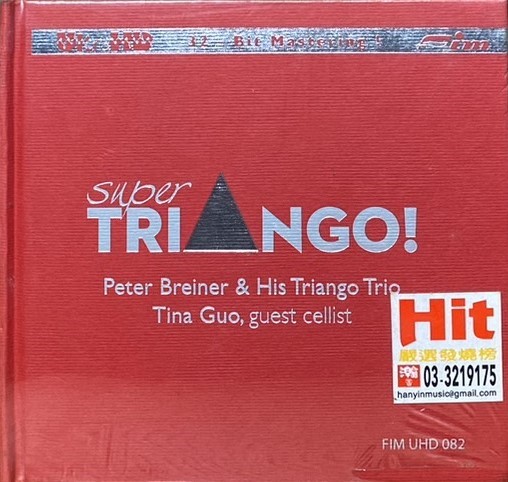 32 - Bit Mastering
fim
super
TRIANGO!
Peter Breiner & His Triango Trio
Tina Guo, guest cellist
Hit
嚴選發燒榜
03-3219175
hanyinmusic@gmail.com
FIM UHD 082